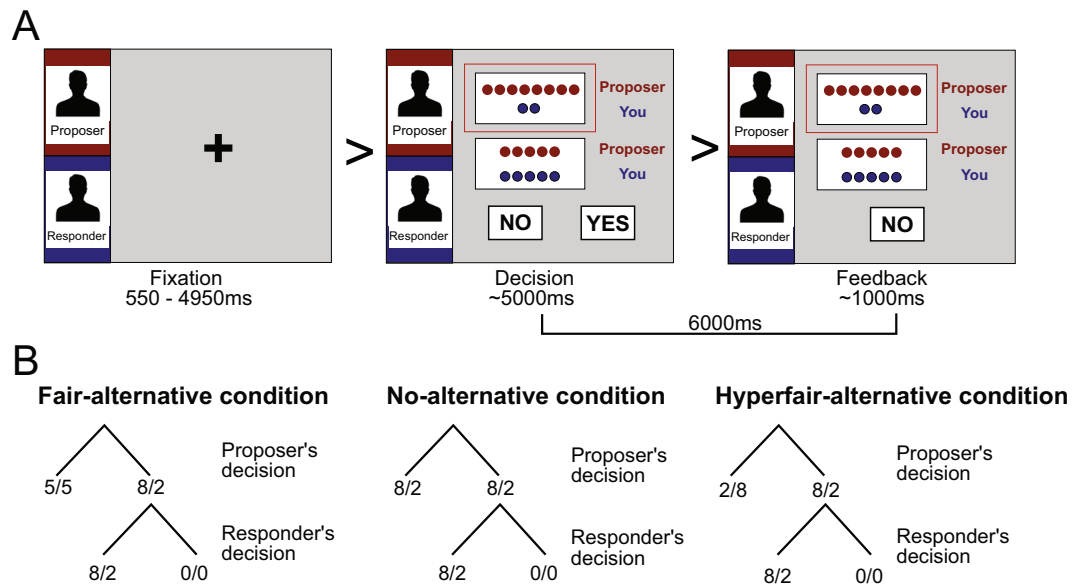 A
Proposer
Responder
+
Fixation
550 - 4950ms
>
Proposer
Responder
Proposer
You
Proposer
You
NO YES
Decision
~5000ms
>
Proposer
Responder
Proposer
You
Proposer
You
NO
Feedback
~1000ms
6000ms
B
Fair-alternative condition
Proposer's
decision
5/5 8/2
Responder's
decision
8/2 0/0
No-alternative condition
Proposer's
decision
8/2 8/2
Responder's
decision
8/2 0/0
Hyperfair-alternative condition
Proposer's
decision
2/8 8/2
Responder's
decision
8/2 0/0